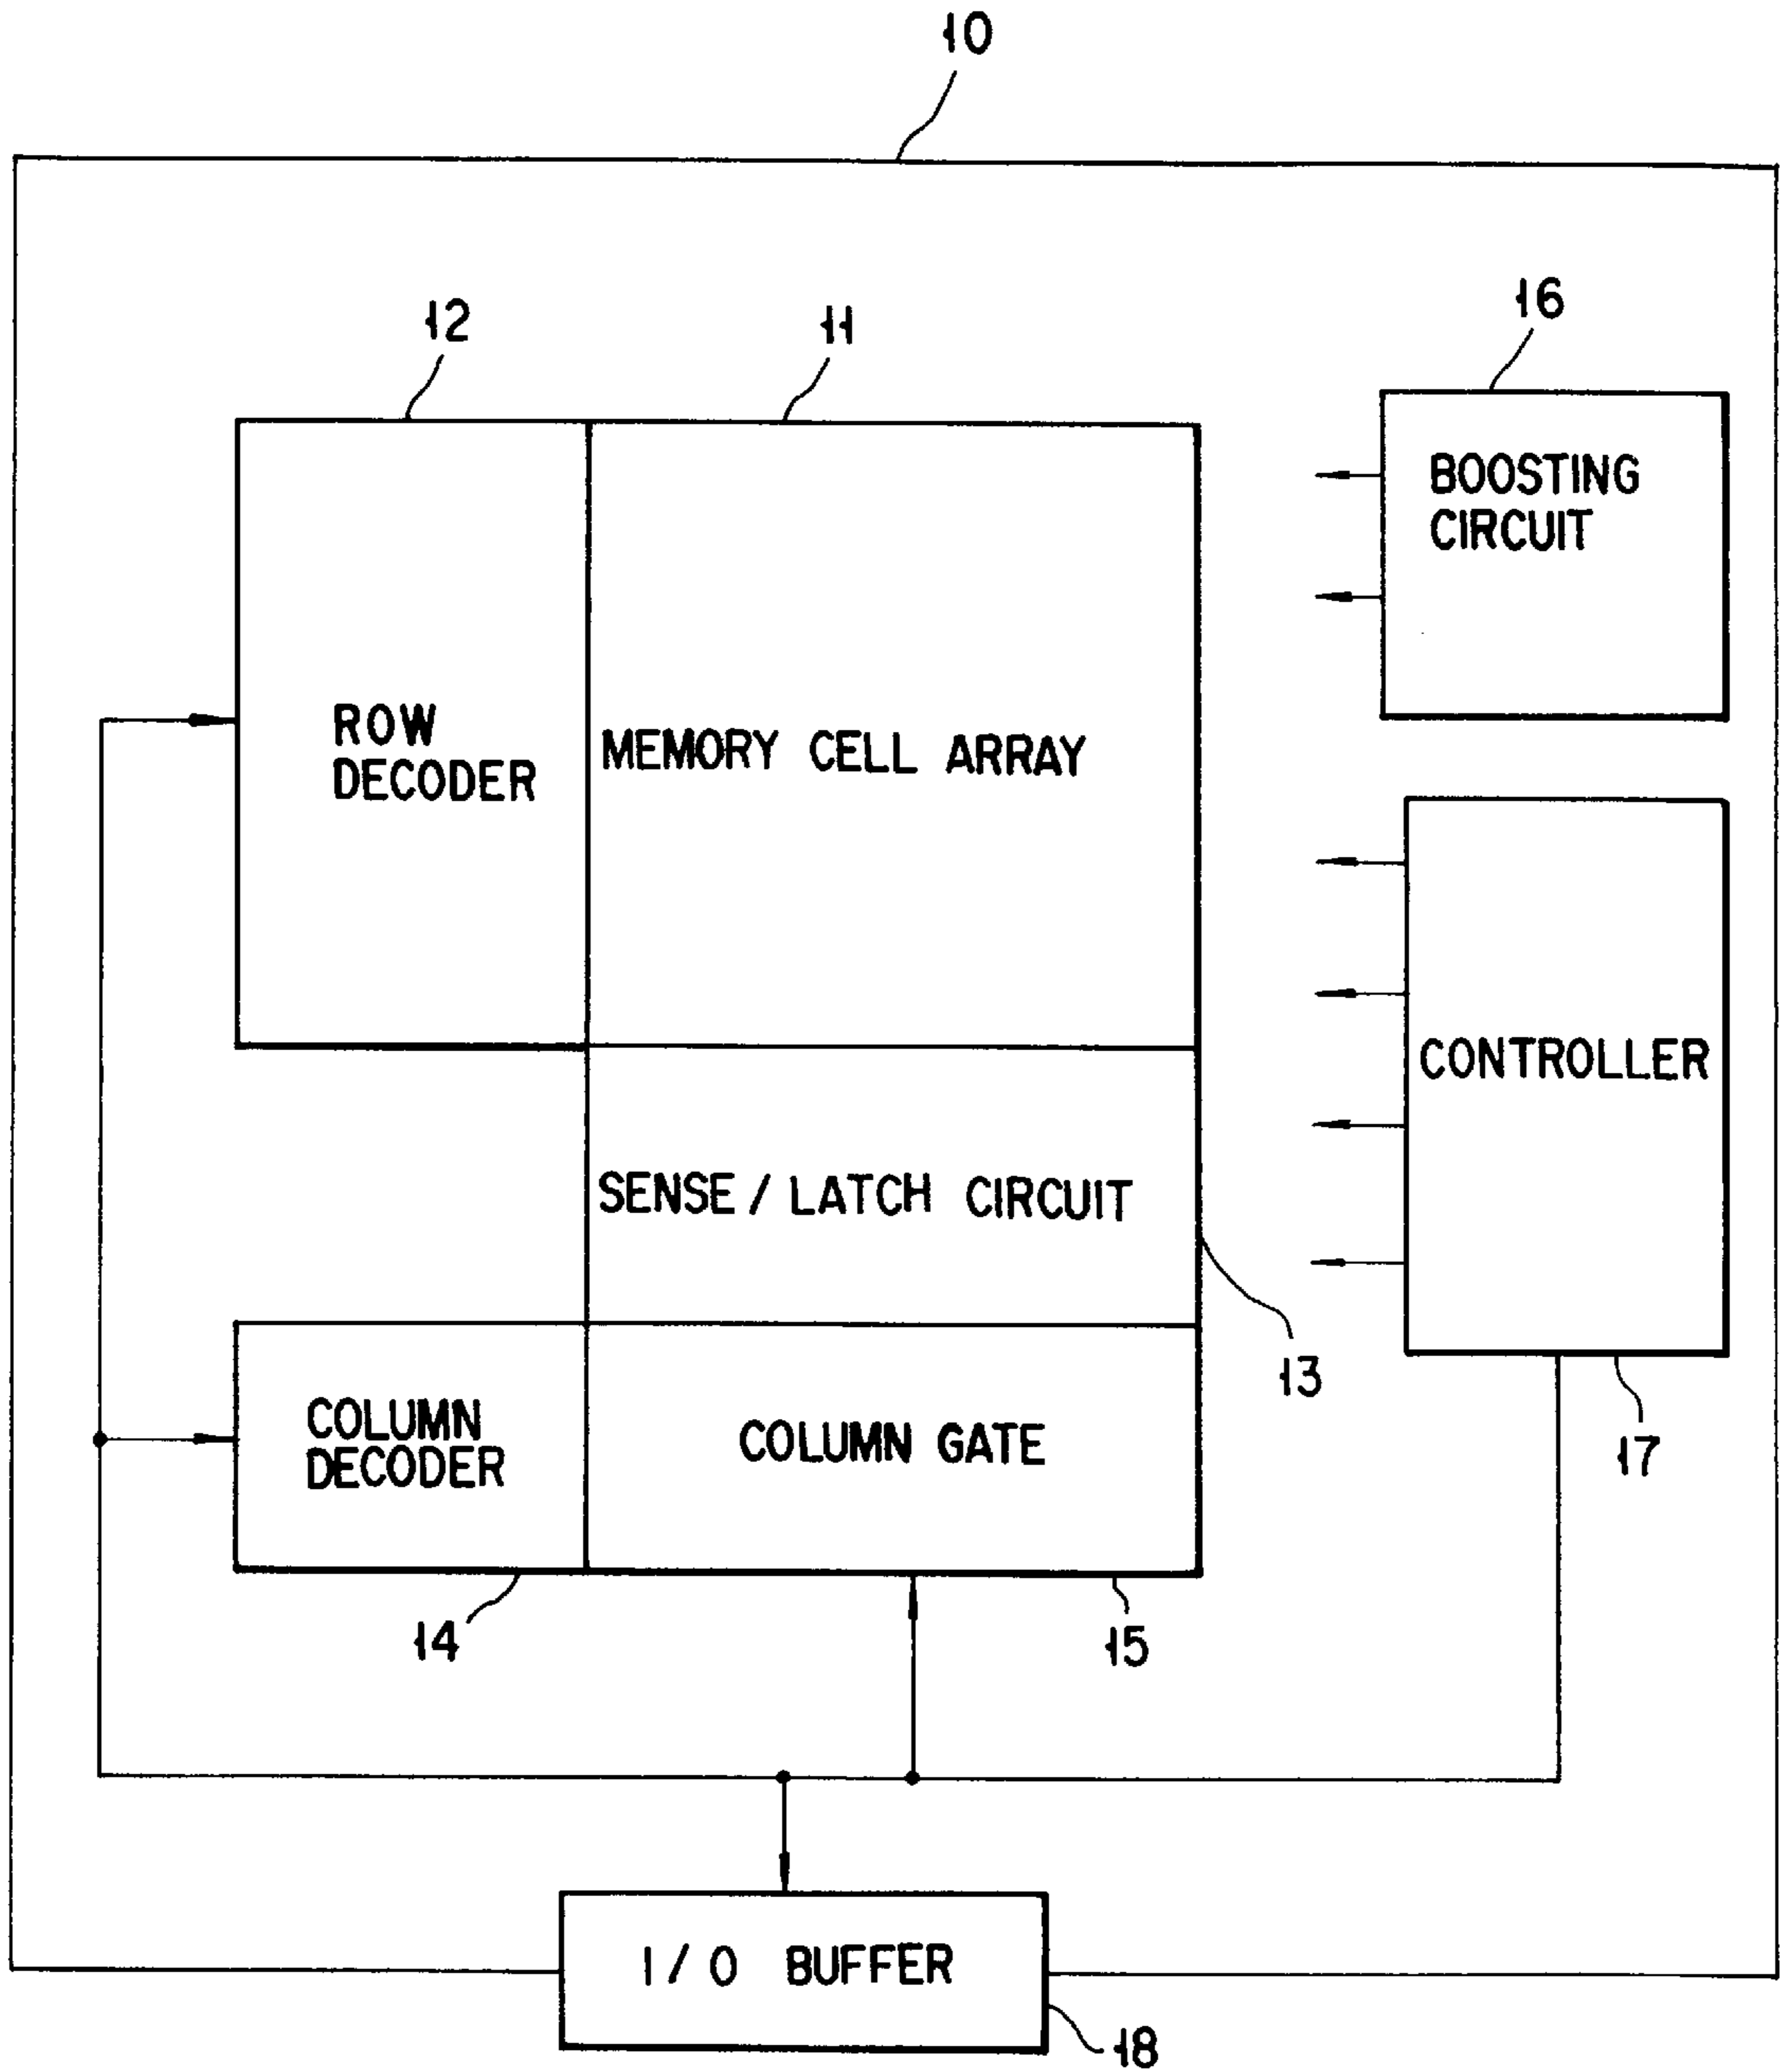 10
12
11
16
BOOSTING
CIRCUIT
ROW
DECODER
MEMORY CELL ARRAY
CONTROLLER
SENSE / LATCH CIRCUIT
13
COLUMN
DECODER
COLUMN GATE
17
14
15
I/O BUFFER
18